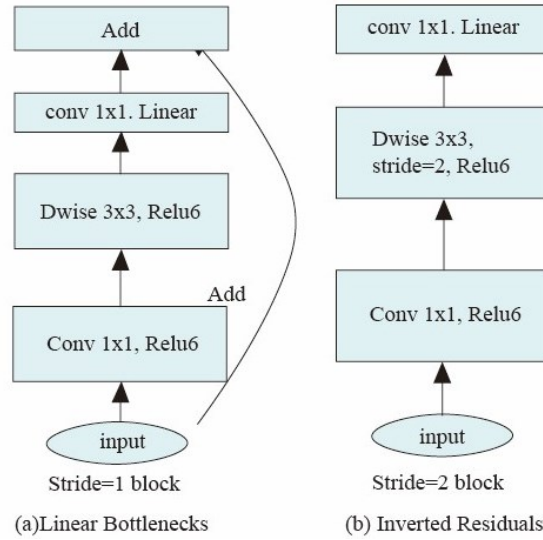 Add
conv 1x1. Linear
Dwise 3x3, Relu6
Add
Conv 1x1, Relu6
input
Stride=1 block
(a)Linear Bottlenecks
conv 1x1. Linear
Dwise 3x3,
stride=2, Relu6
Conv 1x1, Relu6
input
Stride=2 block
(b) Inverted Residuals